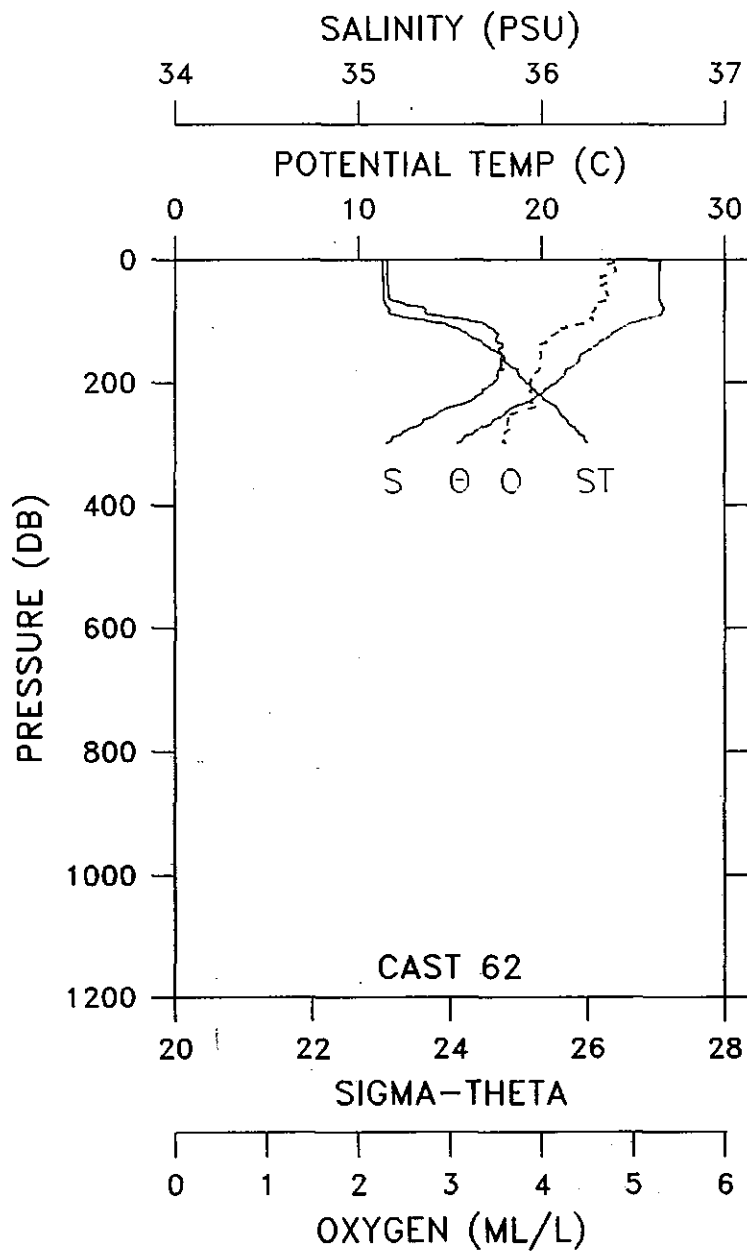 SALINITY (PSU)
34 35 36 37
POTENTIAL TEMP (C)
0 10 20 30
0
200
400
600
800
1000
1200
PRESSURE (DB)
S Θ O ST
CAST 62
20 22 24 26 28
SIGMA-THETA
0 1 2 3 4 5 6
OXYGEN (ML/L)